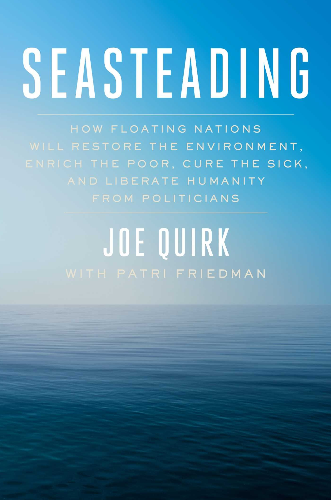 SEASTEADING
HOW FLOATING NATIONS
WILL RESTORE THE ENVIRONMENT,
ENRICH THE POOR, CURE THE SICK,
AND LIBERATE HUMANITY
FROM POLITICIANS
JOE QUIRK
WITH PATRI FRIEDMAN